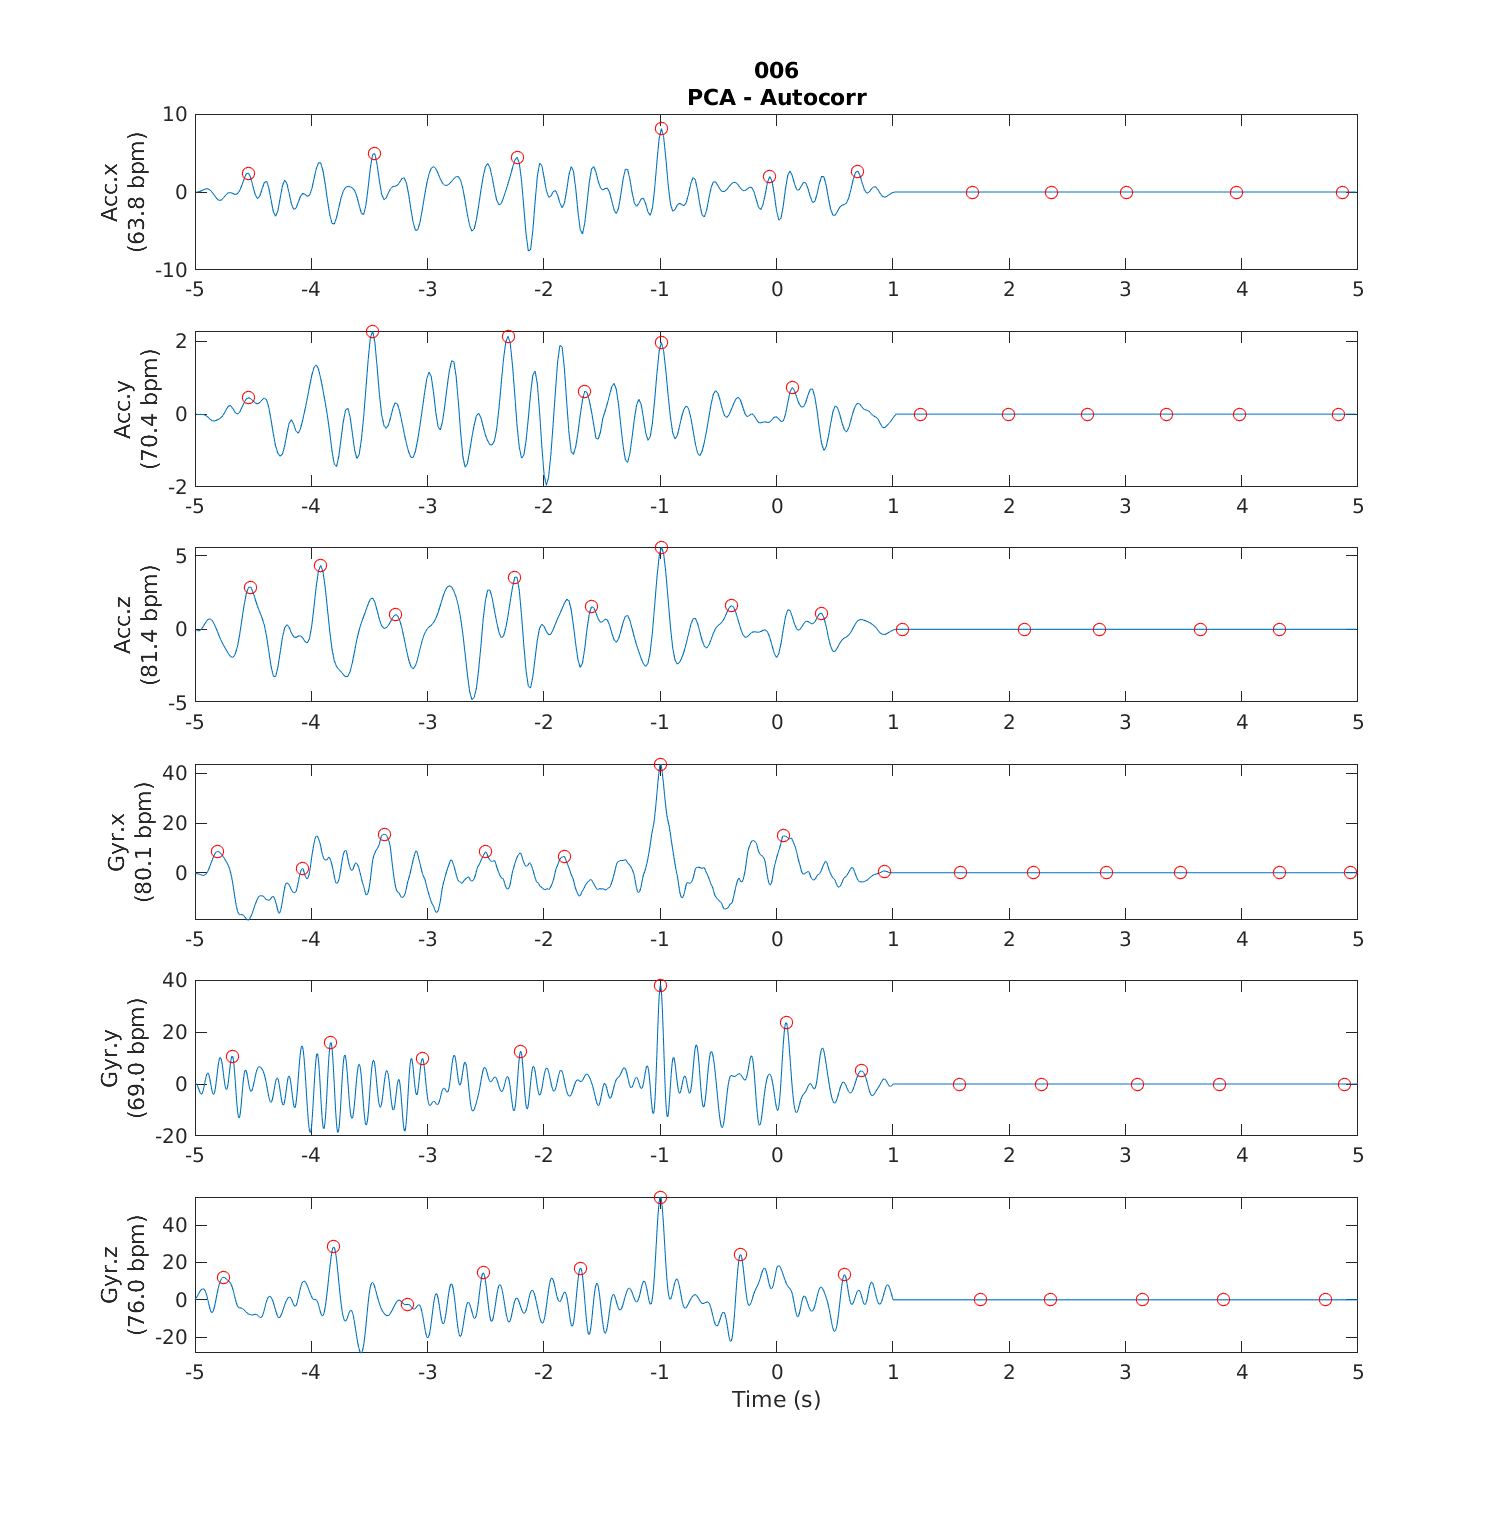 006
PCA - Autocorr
Acc.x
(63.8 bpm)
10
0
-10
-5 -4 -3 -2 -1 0 1 2 3 4 5
Acc.y
(70.4 bpm)
2
0
-2
-5 -4 -3 -2 -1 0 1 2 3 4 5
Acc.z
(81.4 bpm)
5
0
-5
-5 -4 -3 -2 -1 0 1 2 3 4 5
Gyr.x
(80.1 bpm)
40
20
0
-5 -4 -3 -2 -1 0 1 2 3 4 5
Gyr.y
(69.0 bpm)
40
20
0
-20
-5 -4 -3 -2 -1 0 1 2 3 4 5
Gyr.z
(76.0 bpm)
40
20
0
-20
-5 -4 -3 -2 -1 0 1 2 3 4 5
Time (s)